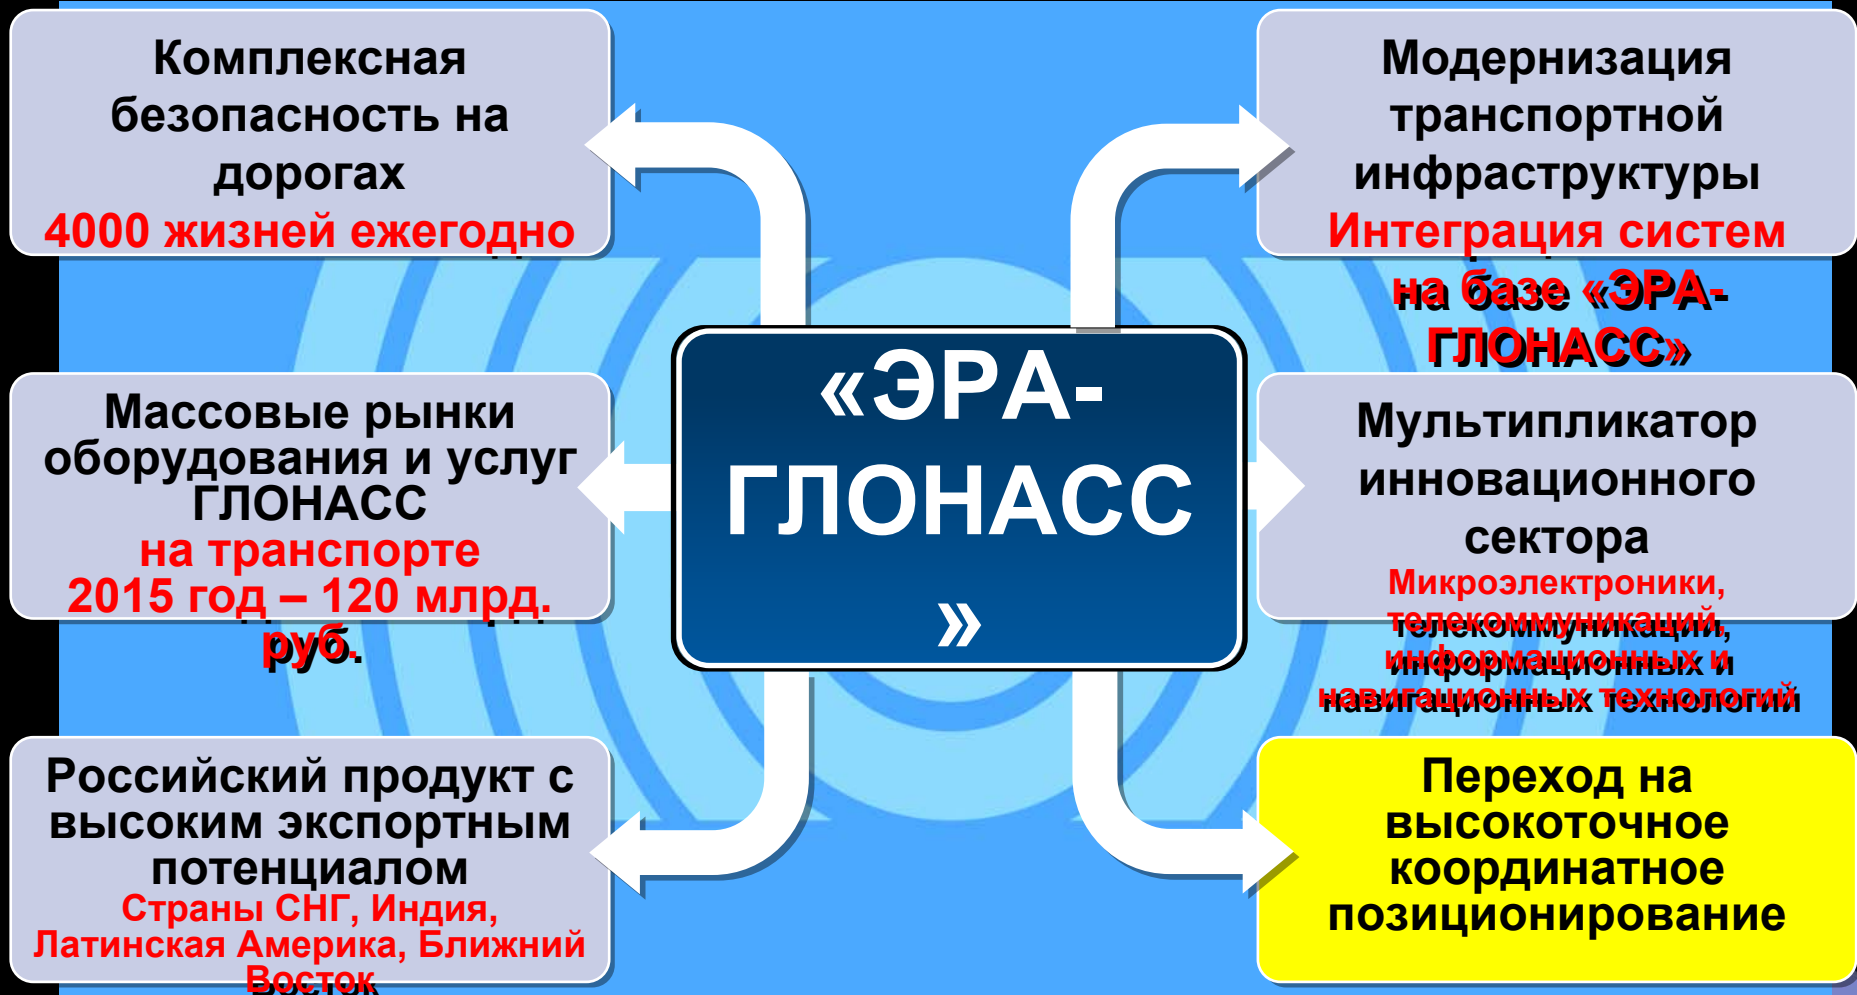 Комплексная
безопасность на
дорогах
4000 жизней ежегодно
Массовые рынки
оборудования и услуг
ГЛОНАСС
на транспорте
2015 год – 120 млрд.
руб.
Российский продукт с
высоким экспортным
потенциалом
Страны СНГ, Индия,
Латинская Америка, Ближний
Восток
«ЭРА-
ГЛОНАСС
»
Модернизация
транспортной
инфраструктуры
Интеграция систем
на базе «ЭРА-
ГЛОНАСС»
Мультипликатор
инновационного
сектора
Микроэлектроники,
телекоммуникаций,
информационных и
навигационных технологий
Переход на
высокоточное
координатное
позиционирование